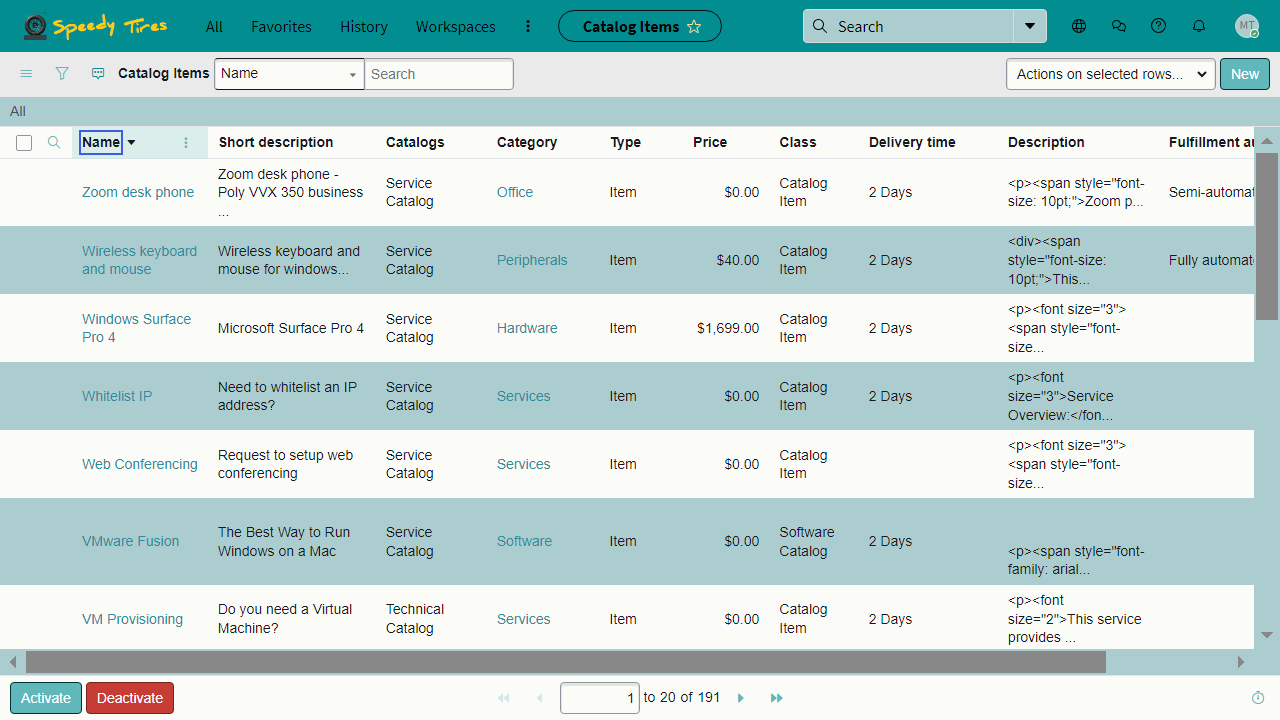 Speedy Tires All Favorites History Workspaces Catalog Items Search MT
Catalog Items Name Search Actions on selected rows... New
All
Name Short description Catalogs Category Type Price Class Delivery time Description Fulfillment au
Zoom desk phone
Zoom desk phone -
Poly VVX 350 business
...
Service
Catalog
Office
Item
$0.00
Catalog
Item
2 Days
<p><span style="font-
size: 10pt;">Zoom p...
Semi-automat
Wireless keyboard
and mouse
Wireless keyboard and
mouse for windows...
Service
Catalog
Peripherals
Item
$40.00
Catalog
Item
2 Days
<div><span
style="font-size:
10pt;">This...
Fully automate
Windows Surface
Pro 4
Microsoft Surface Pro 4
Service
Catalog
Hardware
Item
$1,699.00
Catalog
Item
2 Days
<p><font size="3">
<span style="font-
size...
Whitelist IP
Need to whitelist an IP
address?
Service
Catalog
Services
Item
$0.00
Catalog
Item
2 Days
<p><font
size="3">Service
Overview:</fon...
Web Conferencing
Request to setup web
conferencing
Service
Catalog
Services
Item
$0.00
Catalog
Item
<p><font size="3">
<span style="font-
size...
VMware Fusion
The Best Way to Run
Windows on a Mac
Service
Catalog
Software
Item
$0.00
Software
Catalog
2 Days
<p><span style="font-
family: arial...
VM Provisioning
Do you need a Virtual
Machine?
Technical
Catalog
Services
Item
$0.00
Catalog
Item
2 Days
<p><font
size="2">This service
provides ...
Activate Deactivate 1 to 20 of 191